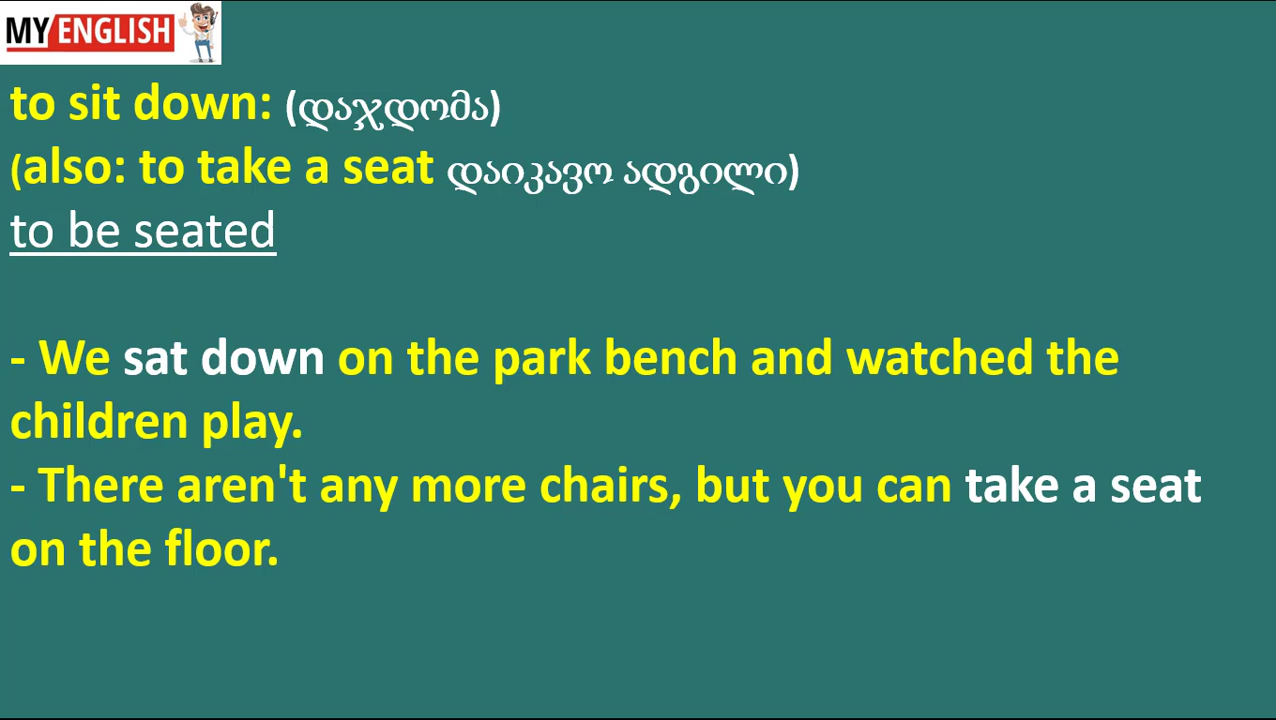 MY ENGLISH
to sit down: (დაჯდომა)
(also: to take a seat დაიკავო ადგილი)
to be seated
- We sat down on the park bench and watched the
children play.
- There aren't any more chairs, but you can take a seat
on the floor.